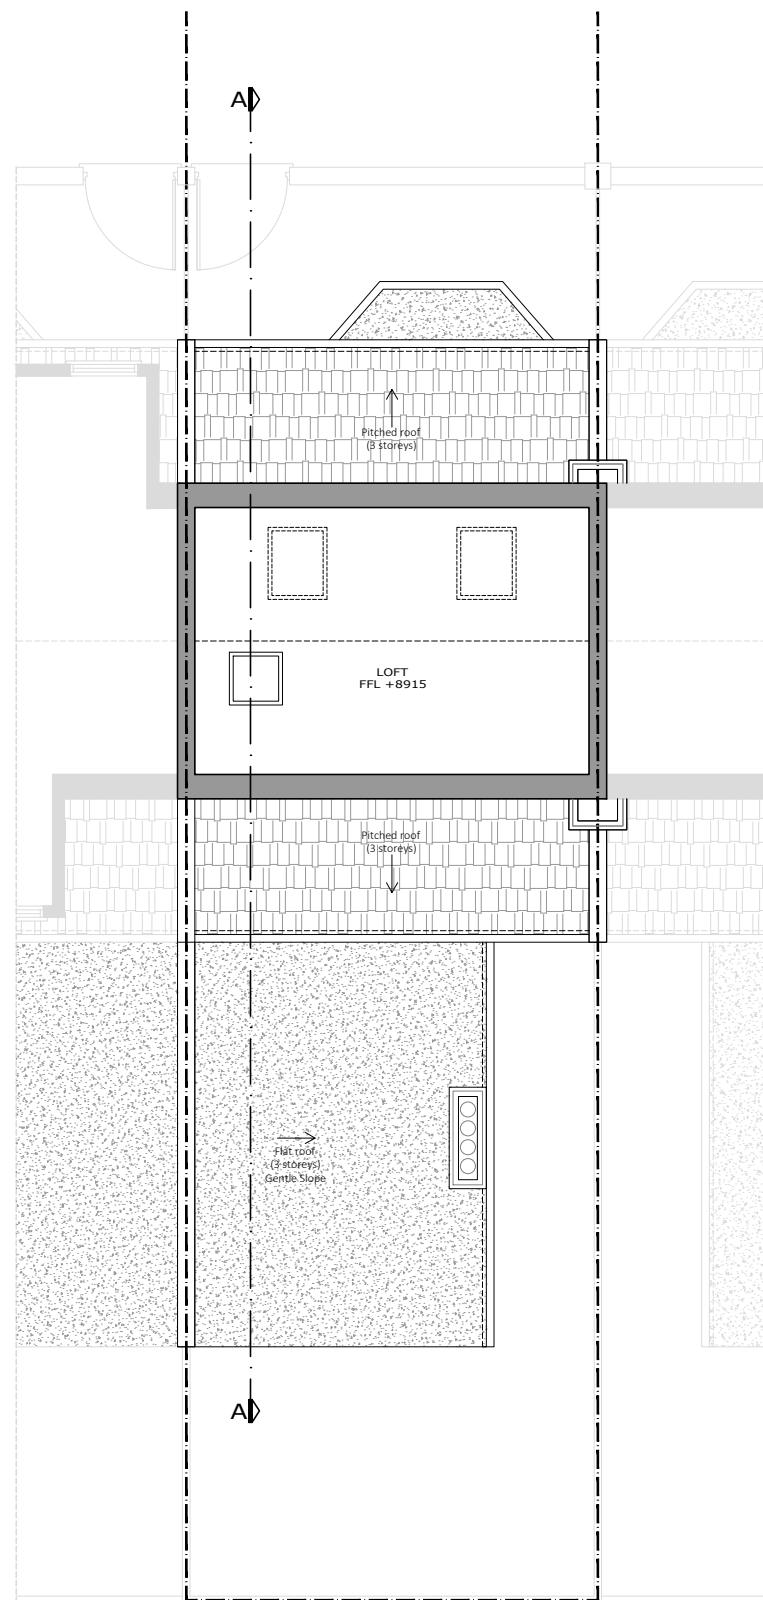 A
Pitched roof
(3 storeys)
LOFT
FFL +8915
Pitched roof
(3 storeys)
Flat roof
(3 storeys)
Gentle Slope
A